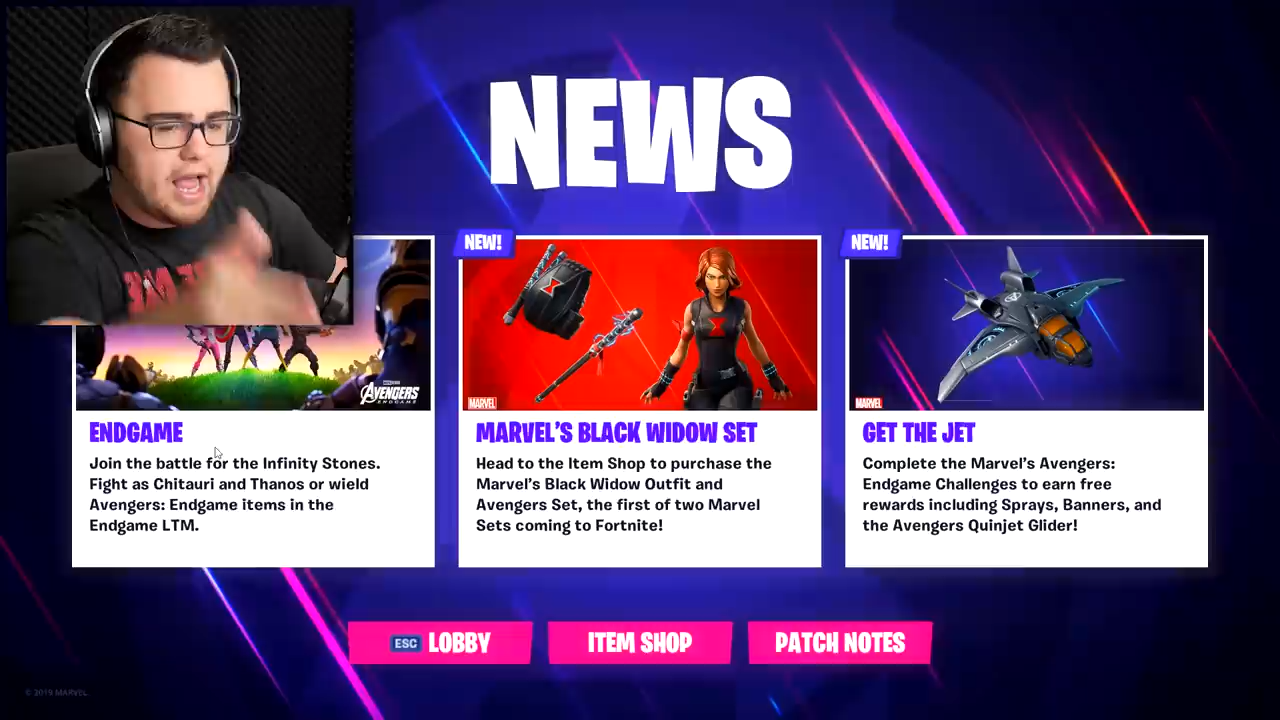 NEWS
NEW!
NEW!
AVENGERS
ENDGAME
MARVEL
MARVEL
ENDGAME
Join the battle for the Infinity Stones.
Fight as Chitauri and Thanos or wield
Avengers: Endgame items in the
Endgame LTM.
MARVEL'S BLACK WIDOW SET
Head to the Item Shop to purchase the
Marvel's Black Widow Outfit and
Avengers Set, the first of two Marvel
Sets coming to Fortnite!
GET THE JET
Complete the Marvel's Avengers:
Endgame Challenges to earn free
rewards including Sprays, Banners, and
the Avengers Quinjet Glider!
ESC LOBBY
ITEM SHOP
PATCH NOTES
© 2019 MARVEL